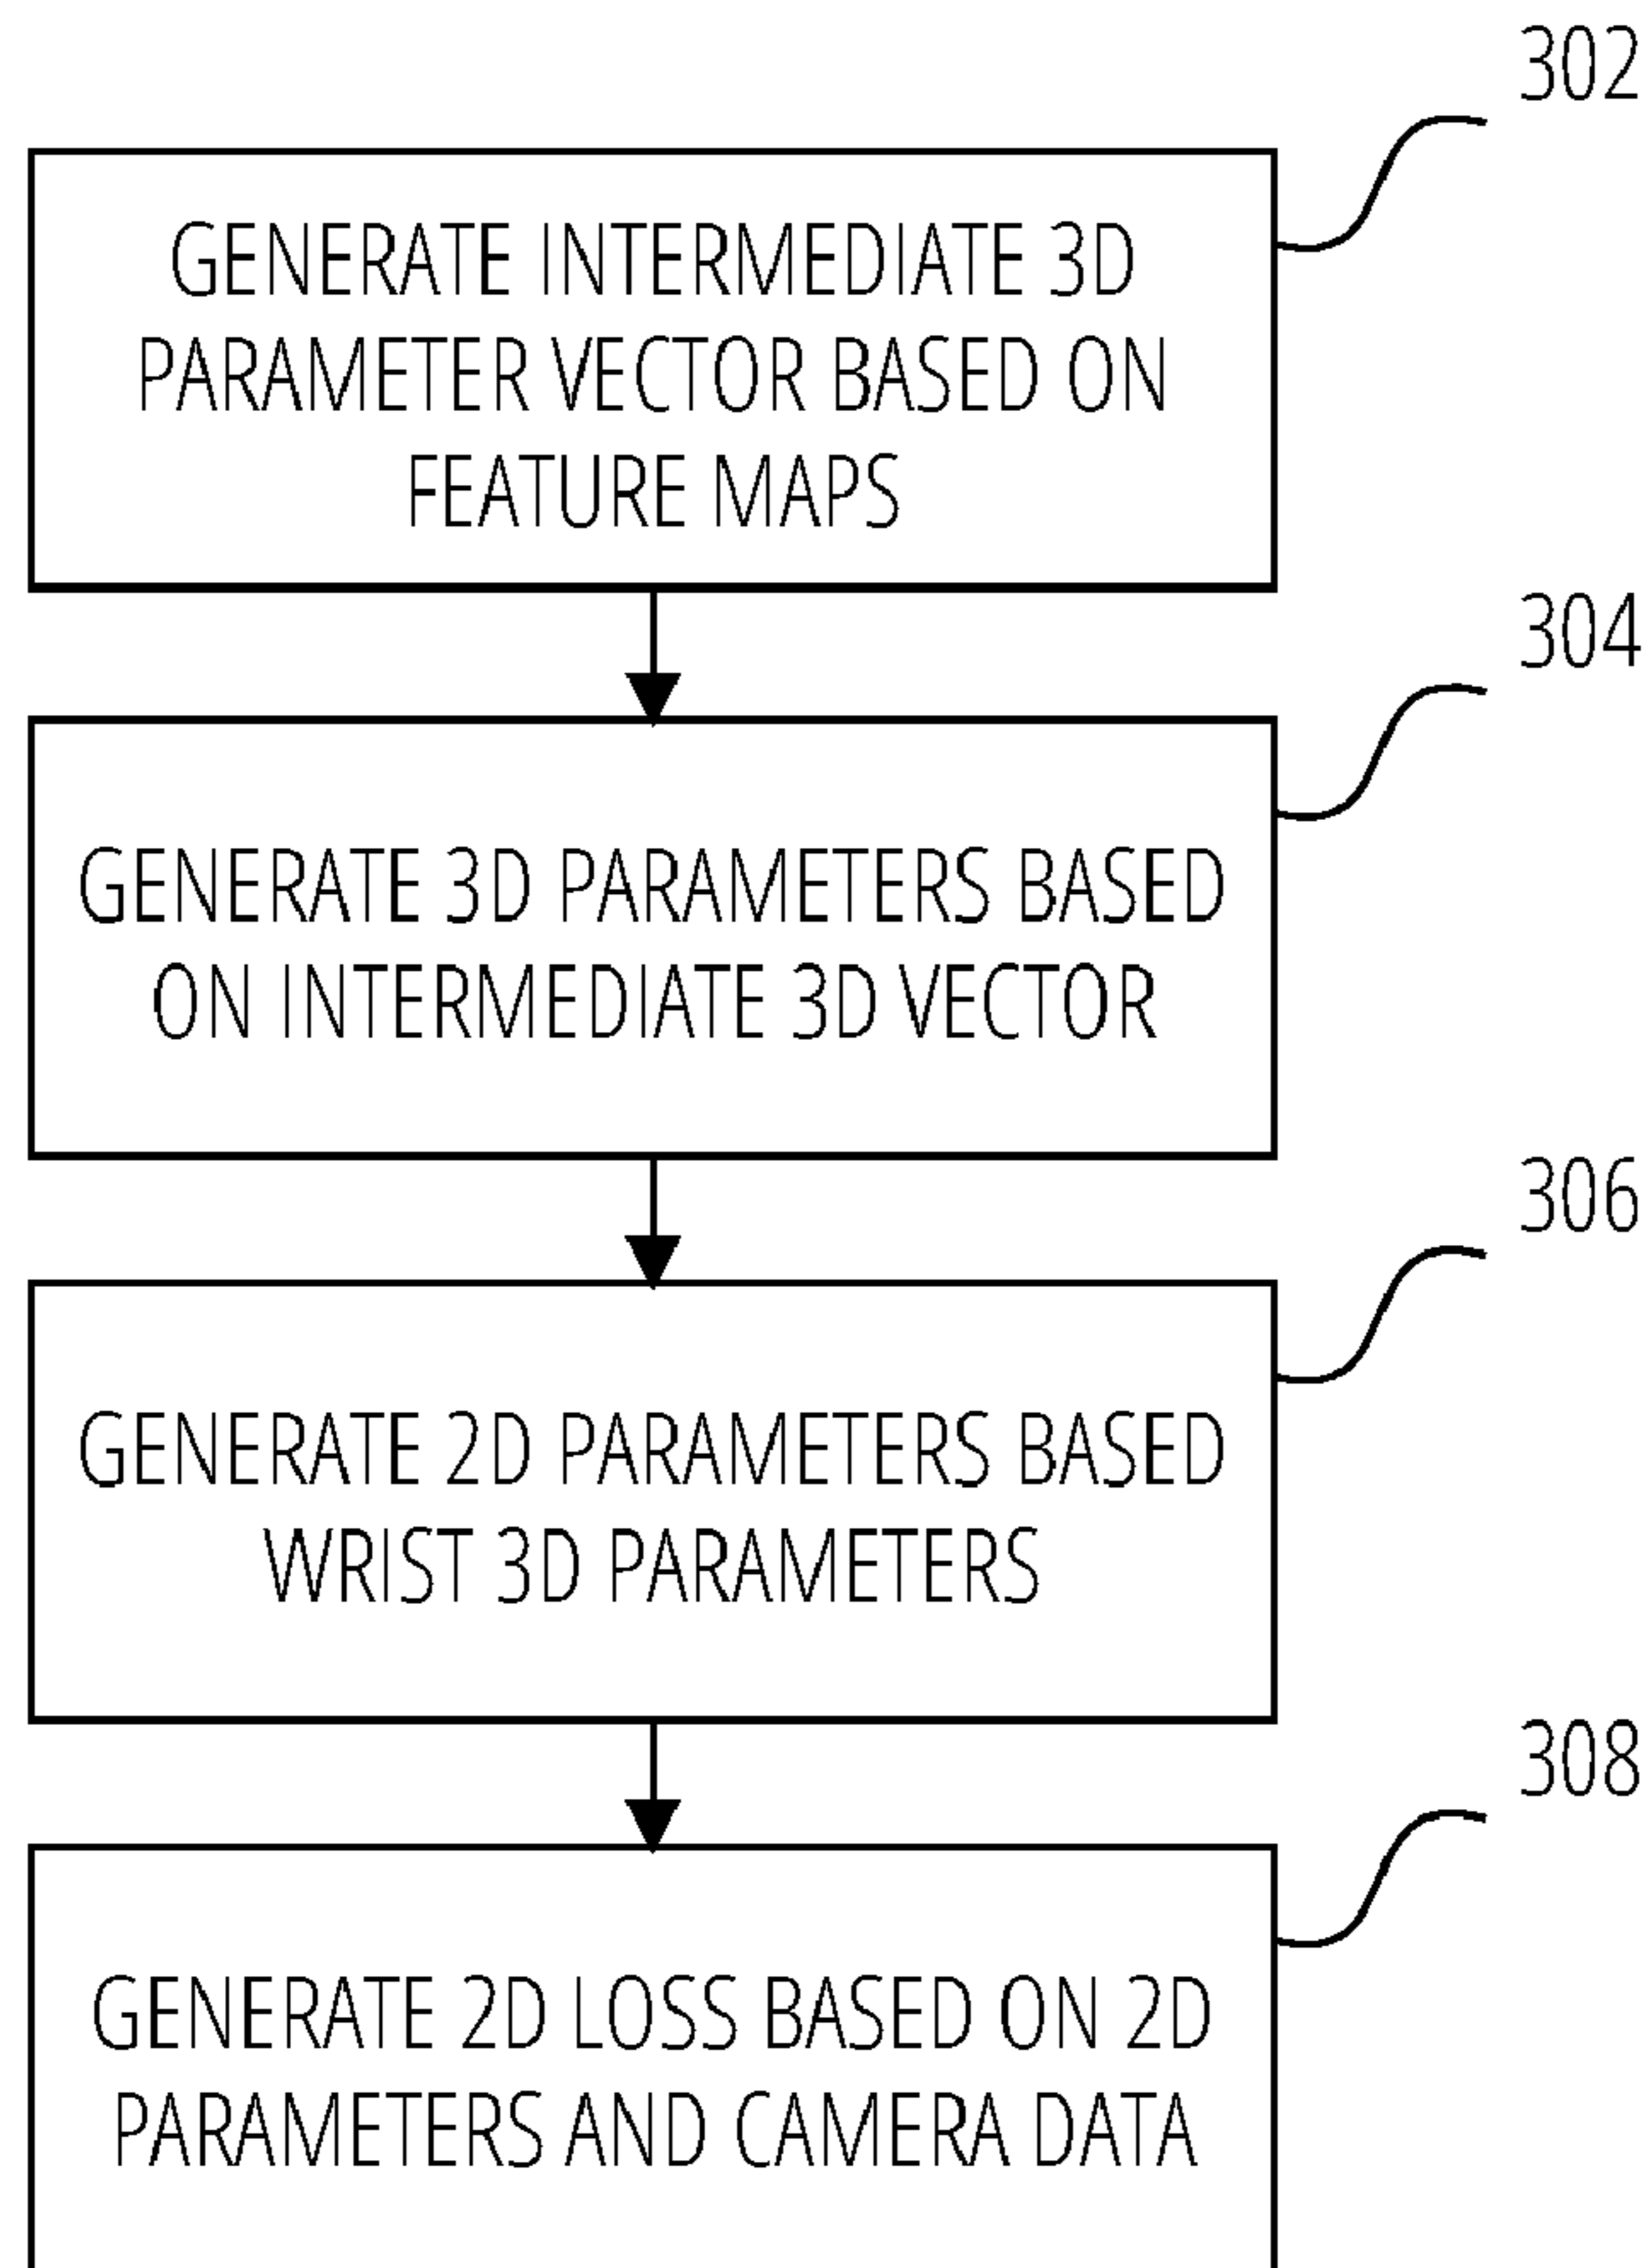 302
GENERATE INTERMEDIATE 3D
PARAMETER VECTOR BASED ON
FEATURE MAPS
304
GENERATE 3D PARAMETERS BASED
ON INTERMEDIATE 3D VECTOR
306
GENERATE 2D PARAMETERS BASED
WRIST 3D PARAMETERS
308
GENERATE 2D LOSS BASED ON 2D
PARAMETERS AND CAMERA DATA